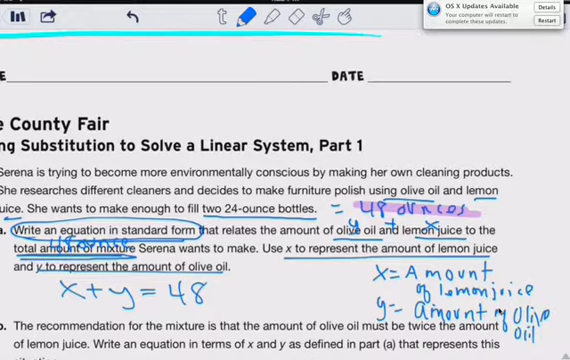 OS X Updates Available
Your computer will restart to
complete these updates.
Details
Restart
E
DATE
e County Fair
ng Substitution to Solve a Linear System, Part 1
Serena is trying to become more environmentally conscious by making her own cleaning products.
She researches different cleaners and decides to make furniture polish using olive oil and lemon
juice. She wants to make enough to fill two 24-ounce bottles. = 48 ounces
y + x
a. Write an equation in standard form that relates the amount of olive oil and lemon juice to the
48 ounce
total amount of mixture Serena wants to make. Use x to represent the amount of lemon juice
and y to represent the amount of olive oil.
x = Amount
of lemon juice
x + y = 48
y = amount of Olive
Oil
b. The recommendation for the mixture is that the amount of olive oil must be twice the amount
of lemon juice. Write an equation in terms of x and y as defined in part (a) that represents this